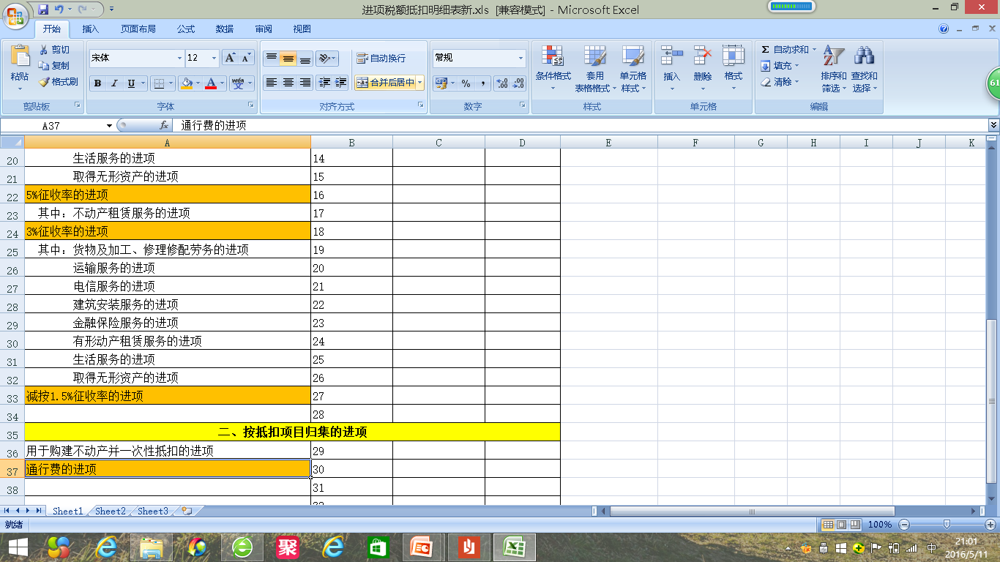 进项税额抵扣明细表新.xls [兼容模式] - Microsoft Excel
开始 插入 页面布局 公式 数据 审阅 视图
粘贴 剪切 复制 格式刷 剪贴板
宋体 12 B I U A wén 字体
自动换行 合并后居中 对齐方式
常规 % , 数字
条件格式 套用表格格式 单元格样式 样式
插入 删除 格式 单元格
Σ 自动求和 填充 清除 排序和筛选 查找和选择 编辑
61
A37 fx 通行费的进项
A B C D E F G H I J K
20 生活服务的进项 14
21 取得无形资产的进项 15
22 5%征收率的进项 16
23 其中：不动产租赁服务的进项 17
24 3%征收率的进项 18
25 其中：货物及加工、修理修配劳务的进项 19
26 运输服务的进项 20
27 电信服务的进项 21
28 建筑安装服务的进项 22
29 金融保险服务的进项 23
30 有形动产租赁服务的进项 24
31 生活服务的进项 25
32 取得无形资产的进项 26
33 减按1.5%征收率的进项 27
34 28
35 二、按抵扣项目归集的进项
36 用于购建不动产并一次性抵扣的进项 29
37 通行费的进项 30
38 31
Sheet1 Sheet2 Sheet3
就绪 100%
聚 中 21:01
2016/5/11